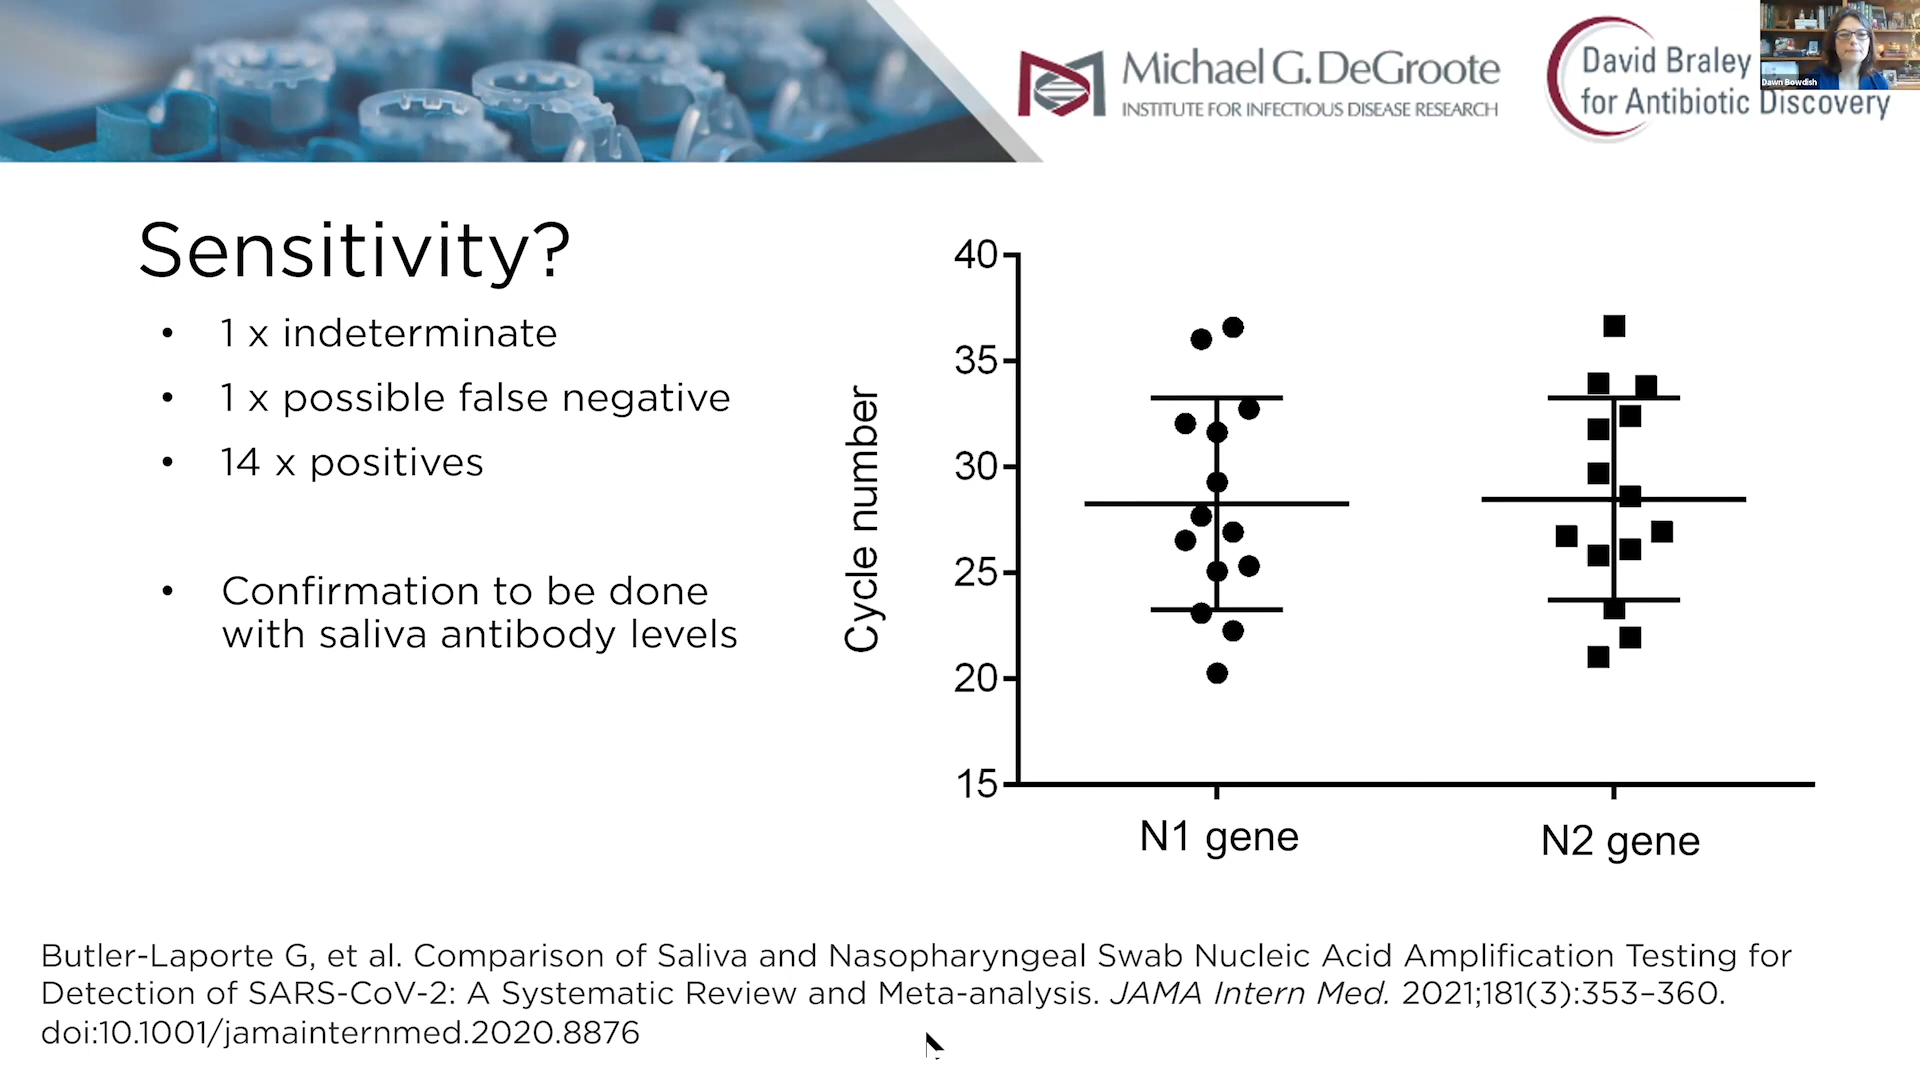 Michael G. DeGroote
INSTITUTE FOR INFECTIOUS DISEASE RESEARCH
David Braley
for Antibiotic Discovery
Dawn Bowdish
Sensitivity?
• 1 x indeterminate
• 1 x possible false negative
• 14 x positives
• Confirmation to be done
with saliva antibody levels
Cycle number
40
35
30
25
20
15
N1 gene
N2 gene
Butler-Laporte G, et al. Comparison of Saliva and Nasopharyngeal Swab Nucleic Acid Amplification Testing for
Detection of SARS-CoV-2: A Systematic Review and Meta-analysis. JAMA Intern Med. 2021;181(3):353–360.
doi:10.1001/jamainternmed.2020.8876